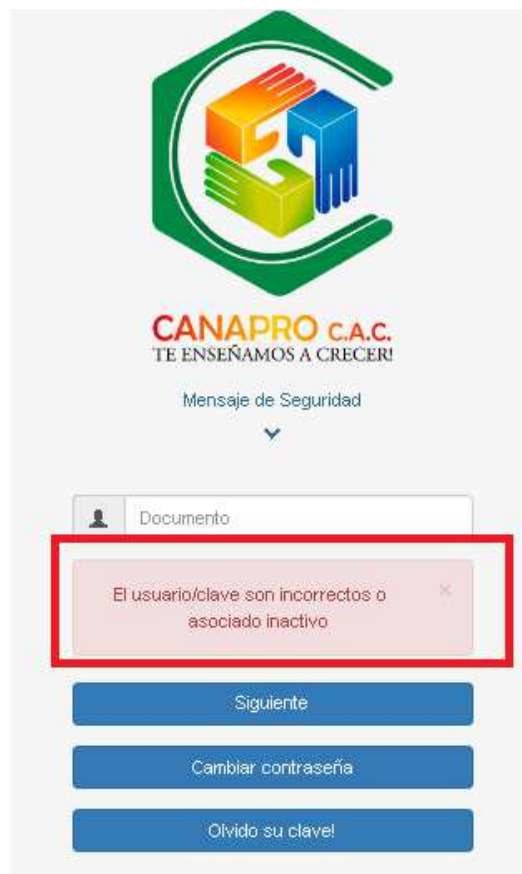 CANAPRO C.A.C.
TE ENSEÑAMOS A CRECER!
Mensaje de Seguridad
Documento
El usuario/clave son incorrectos o
asociado inactivo
×
Siguiente
Cambiar contraseña
Olvido su clave!